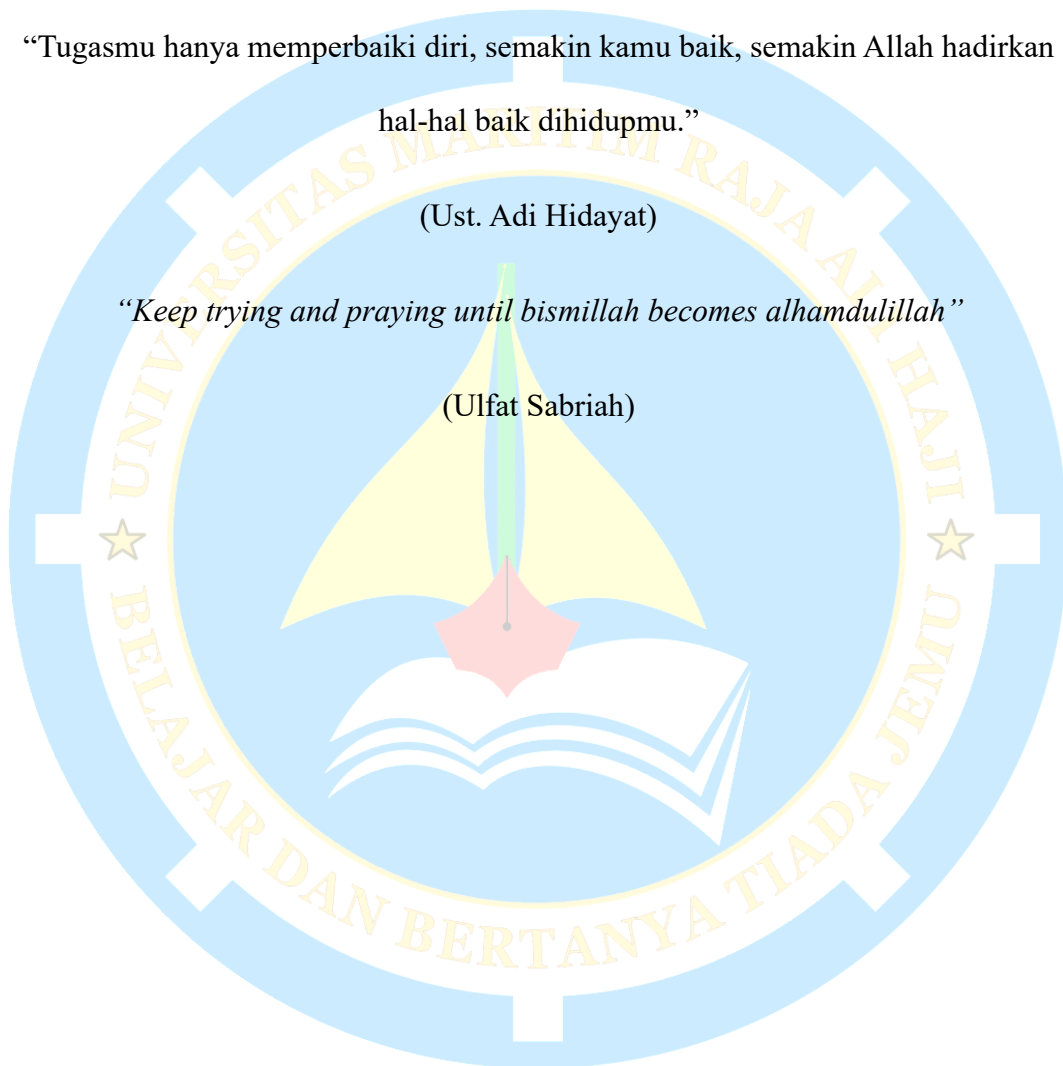 “Tugasmu hanya memperbaiki diri, semakin kamu baik, semakin Allah hadirkan
hal-hal baik dihidupmu.”
(Ust. Adi Hidayat)
“Keep trying and praying until bismillah becomes alhamdulillah”
(Ulfat Sabriah)
UNIVERSITAS MARITIM RAJA ALI HAJI
BELAJAR DAN BERTANYA TIADA JEMU